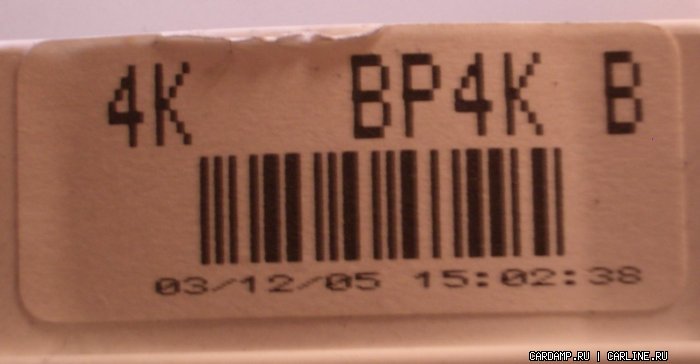 4K BP4K B
03/12/05 15:02:38
CARDAMP.RU | CARLINE.RU